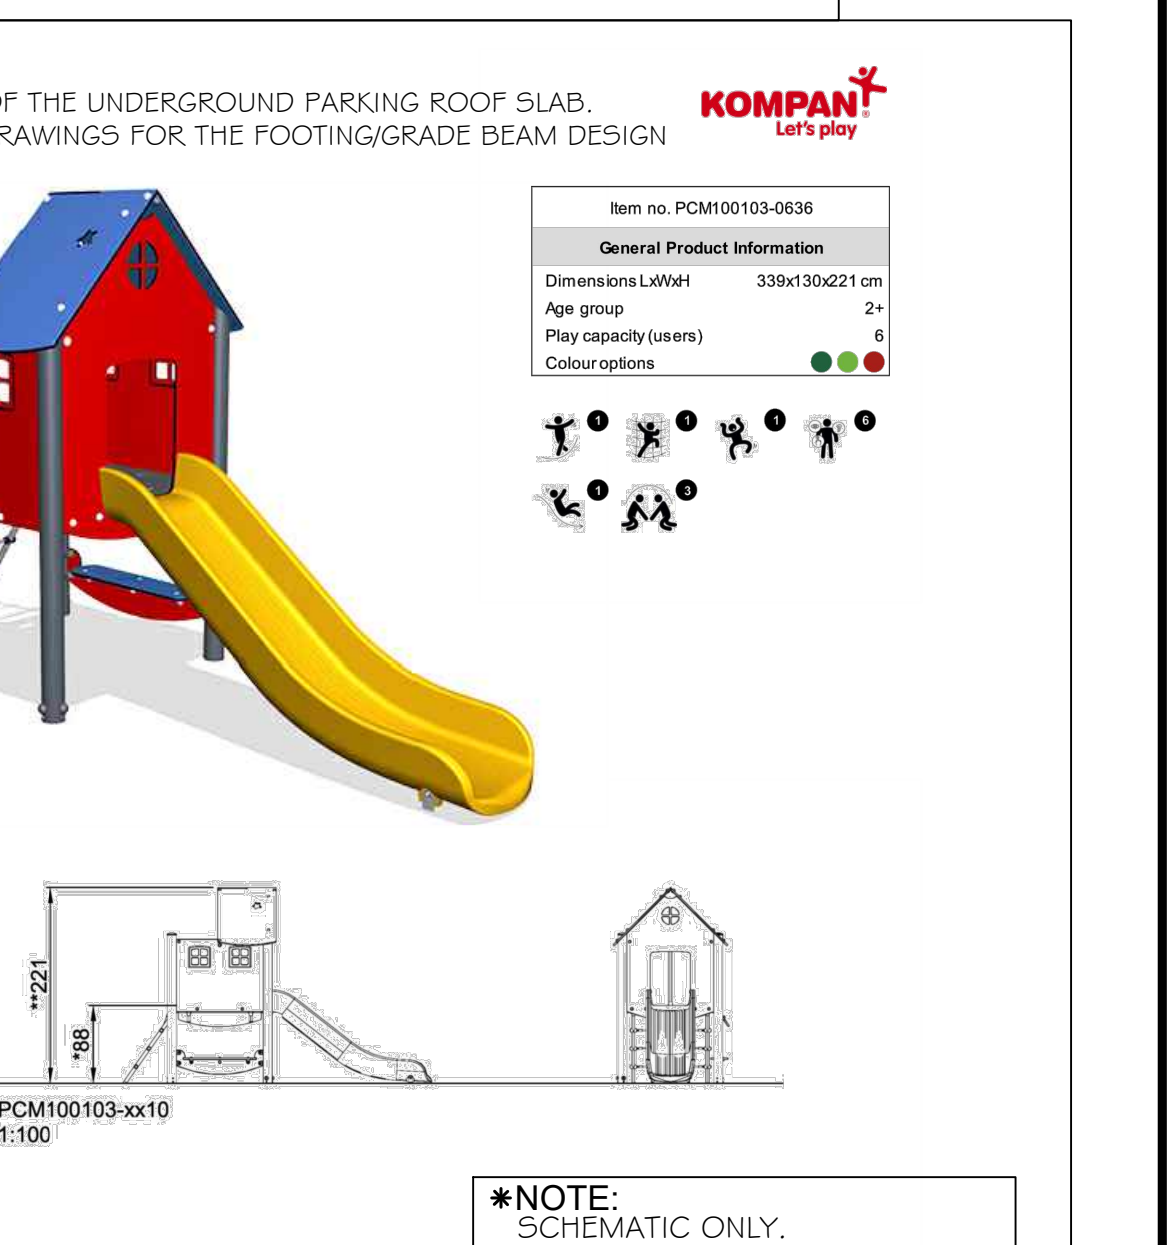 OF THE UNDERGROUND PARKING ROOF SLAB.
RAWINGS FOR THE FOOTING/GRADE BEAM DESIGN
KOMPAN®
Let's play
Item no. PCM100103-0636
General Product Information
Dimensions LxWxH 339x130x221 cm
Age group 2+
Play capacity (users) 6
Colour options
1 1 1 6
1 3
**221
*88
PCM100103-xx10
1:100
*NOTE:
SCHEMATIC ONLY.